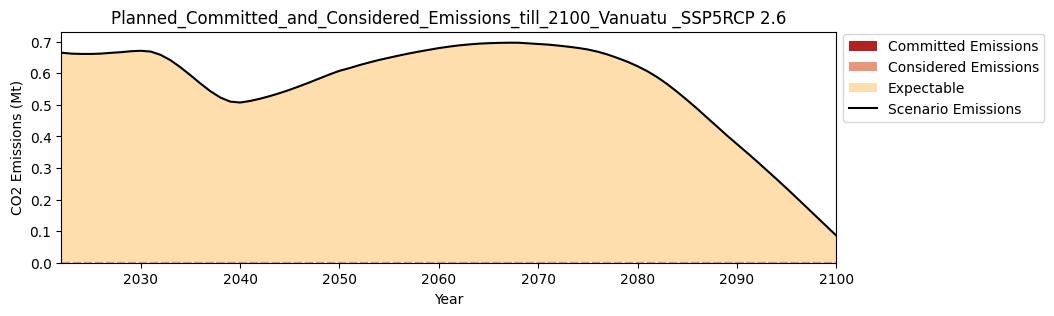 Planned_Committed_and_Considered_Emissions_till_2100_Vanuatu _SSP5RCP 2.6
CO2 Emissions (Mt)
0.7
0.6
0.5
0.4
0.3
0.2
0.1
0.0
2030 2040 2050 2060 2070 2080 2090 2100
Year
Committed Emissions
Considered Emissions
Expectable
Scenario Emissions